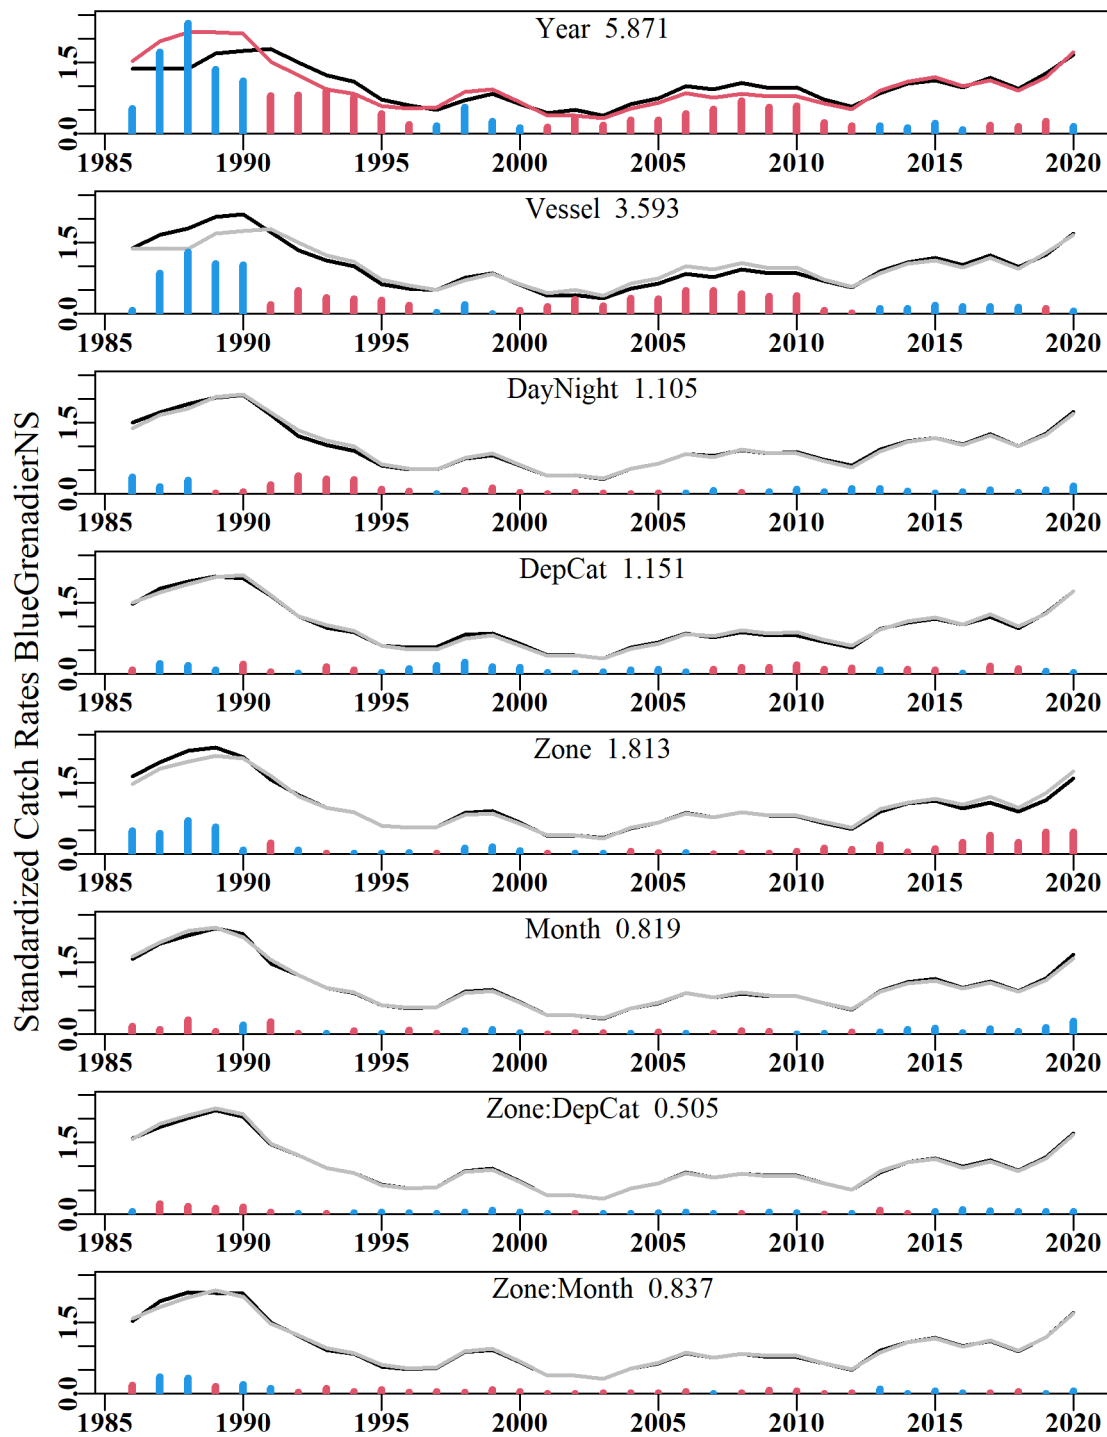 Standardized Catch Rates BlueGrenadierNS
Year 5.871
1.5
0.0
1985 1990 1995 2000 2005 2010 2015 2020
Vessel 3.593
1.5
0.0
1985 1990 1995 2000 2005 2010 2015 2020
DayNight 1.105
1.5
0.0
1985 1990 1995 2000 2005 2010 2015 2020
DepCat 1.151
1.5
0.0
1985 1990 1995 2000 2005 2010 2015 2020
Zone 1.813
1.5
0.0
1985 1990 1995 2000 2005 2010 2015 2020
Month 0.819
1.5
0.0
1985 1990 1995 2000 2005 2010 2015 2020
Zone:DepCat 0.505
1.5
0.0
1985 1990 1995 2000 2005 2010 2015 2020
Zone:Month 0.837
1.5
0.0
1985 1990 1995 2000 2005 2010 2015 2020